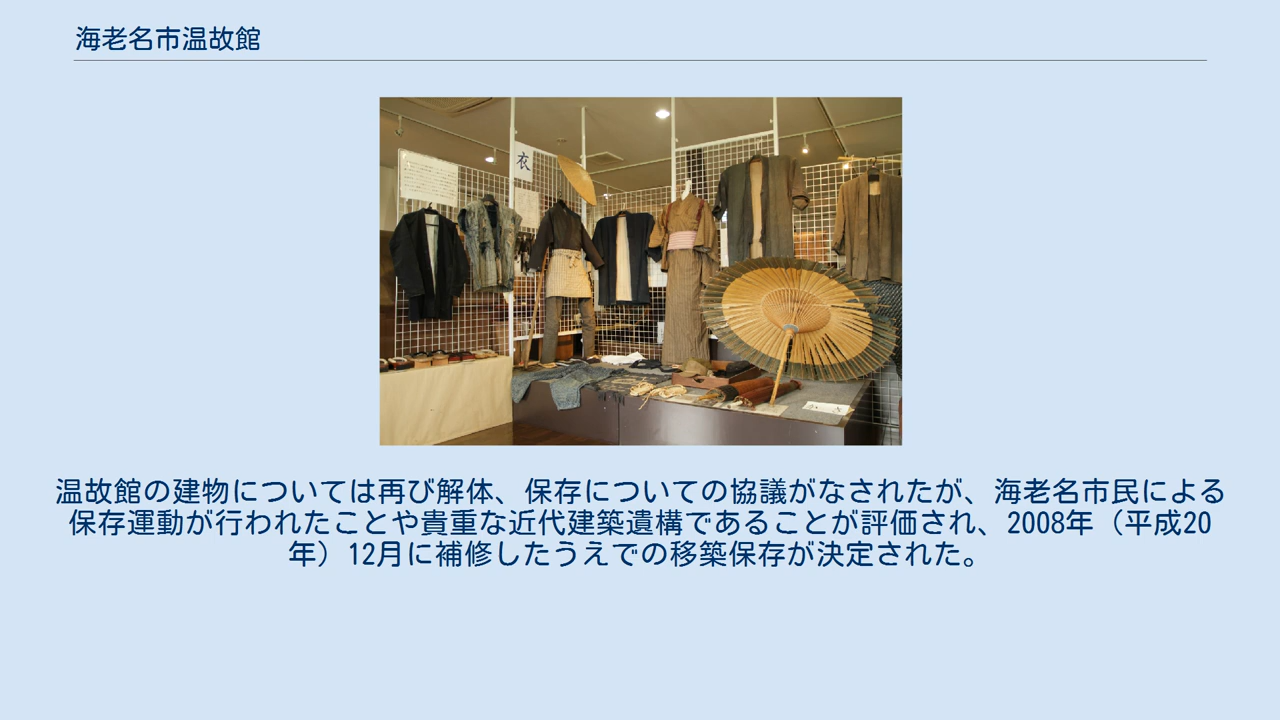 海老名市温故館
衣
温故館の建物については再び解体、保存についての協議がなされたが、海老名市民による
保存運動が行われたことや貴重な近代建築遺構であることが評価され、2008年（平成20
年）12月に補修したうえでの移築保存が決定された。